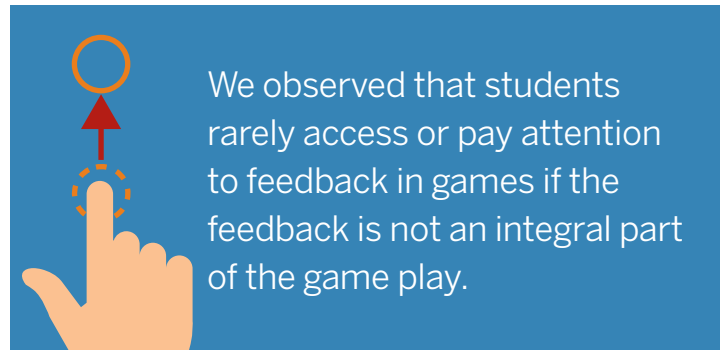 We observed that students
rarely access or pay attention
to feedback in games if the
feedback is not an integral part
of the game play.